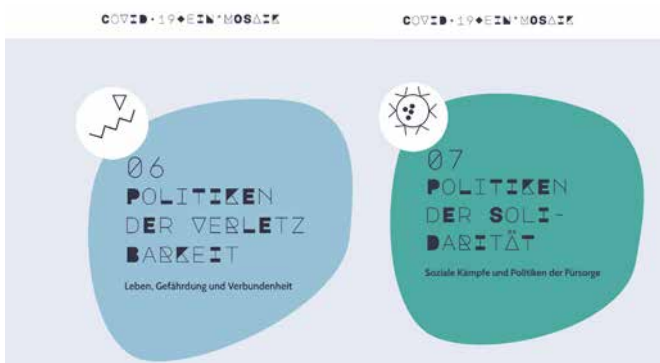 COVID•19◆EIN•MOSAIK
COVID•19◆EIN•MOSAIK
06
POLITIKEN
DER VERLETZ
BARKEIT
Leben, Gefährdung und Verbundenheit
07
POLITIKEN
DER SOLI-
DARITÄT
Soziale Kämpfe und Politiken der Fürsorge